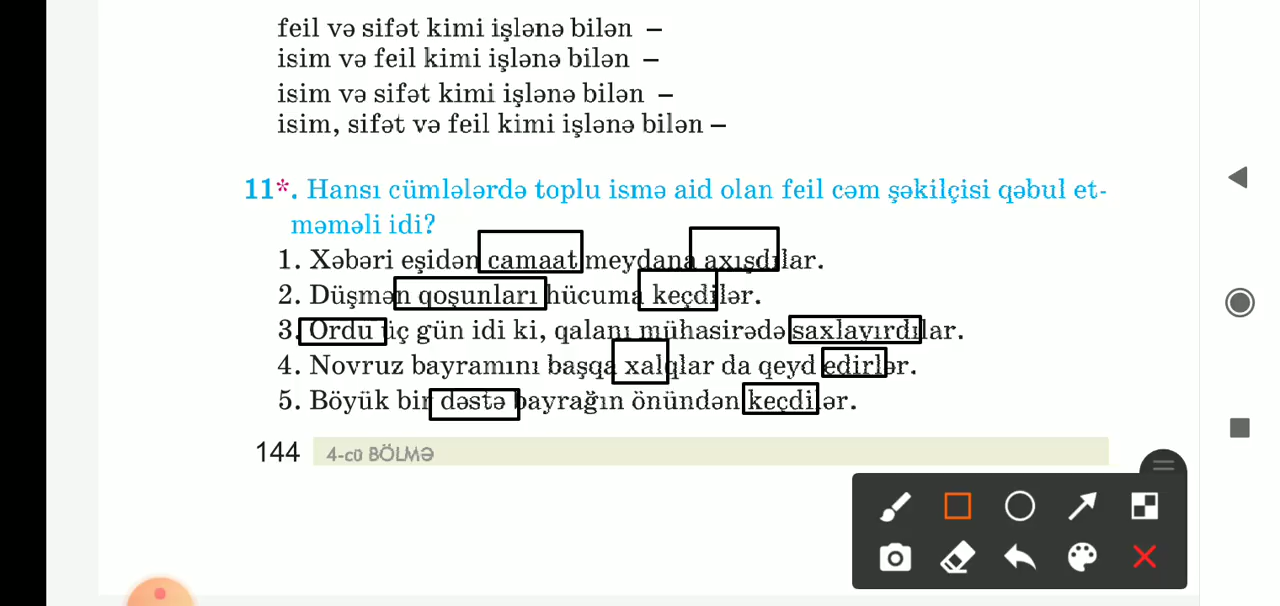 feil və sifət kimi işlənə bilən –
isim və feil kimi işlənə bilən –
isim və sifət kimi işlənə bilən –
isim, sifət və feil kimi işlənə bilən –
11*. Hansı cümlələrdə toplu ismə aid olan feil cəm şəkilçisi qəbul et-
məməli idi?
1. Xəbəri eşidən camaat meydana axışdılar.
2. Düşmən qoşunları hücuma keçdilər.
3. Ordu üç gün idi ki, qalanı mühasirədə saxlayırdılar.
4. Novruz bayramını başqa xalqlar da qeyd edirlər.
5. Böyük bir dəstə bayrağın önündən keçdilər.
144 4-cü BÖLMƏ